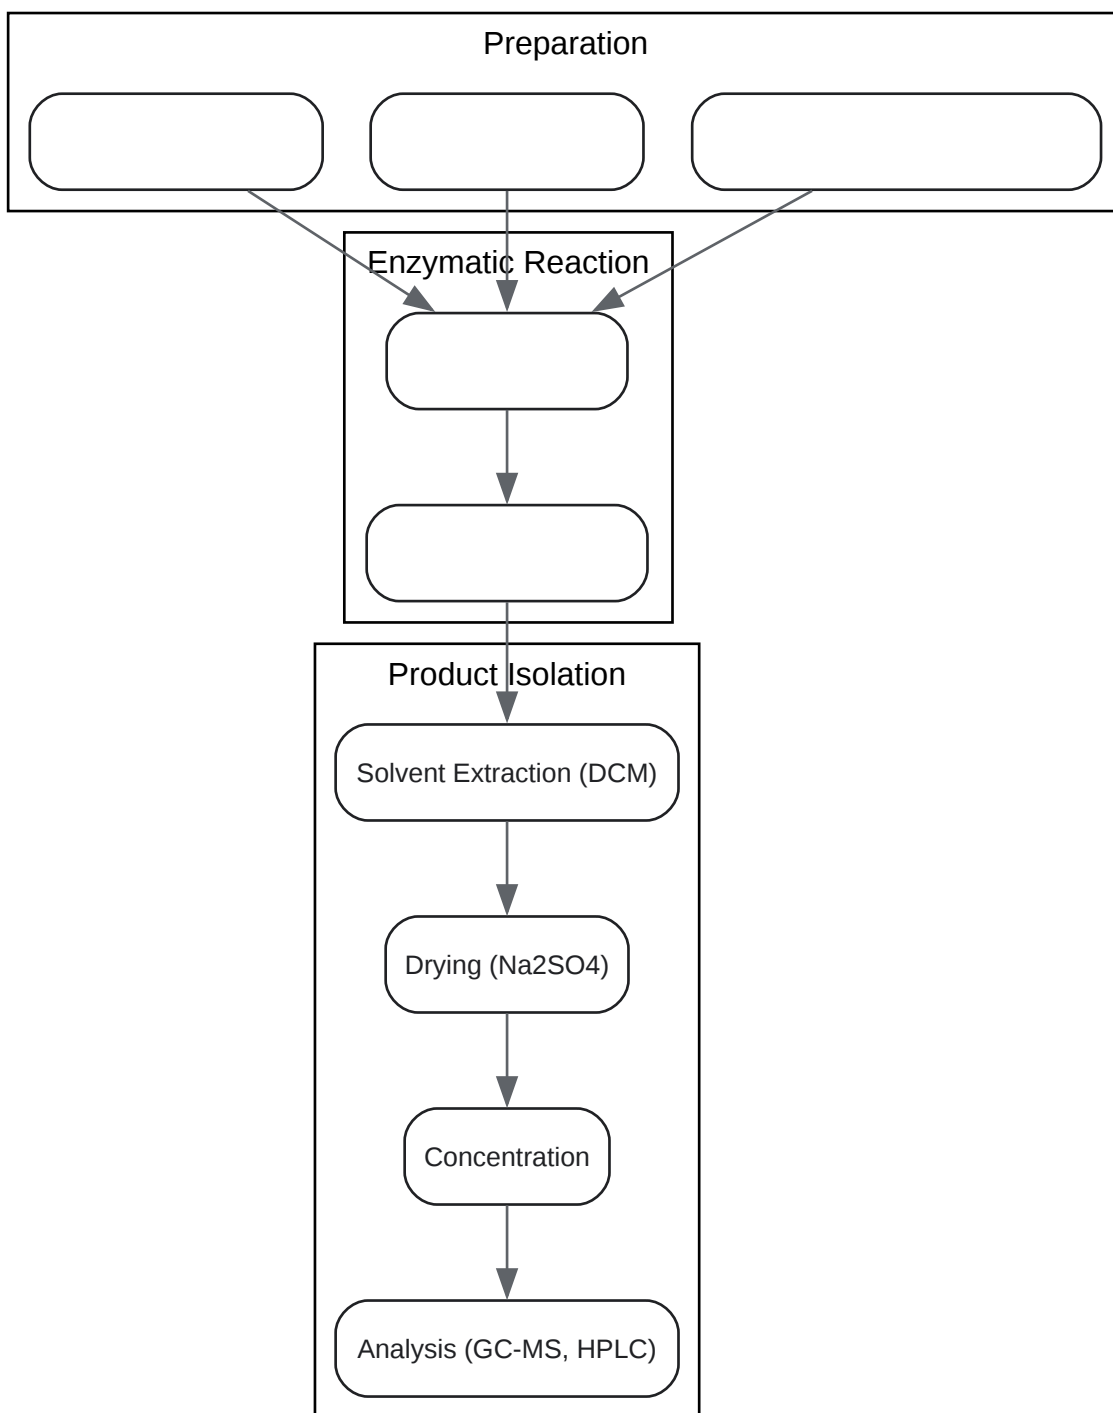 Preparation
Enzymatic Reaction
Product Isolation
Solvent Extraction (DCM)
Drying (Na2SO4)
Concentration
Analysis (GC-MS, HPLC)